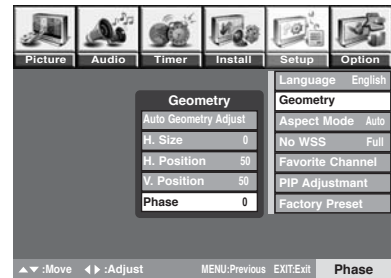 Picture Audio Timer Install Setup Option
Language English
Geometry
Aspect Mode Auto
No WSS Full
Favorite Channel
PIP Adjustmant
Factory Preset
Geometry
Auto Geometry Adjust
H. Size 0
H. Position 50
V. Position 50
Phase 0
▲▼ :Move ◀ ▶ :Adjust MENU:Previous EXIT:Exit Phase